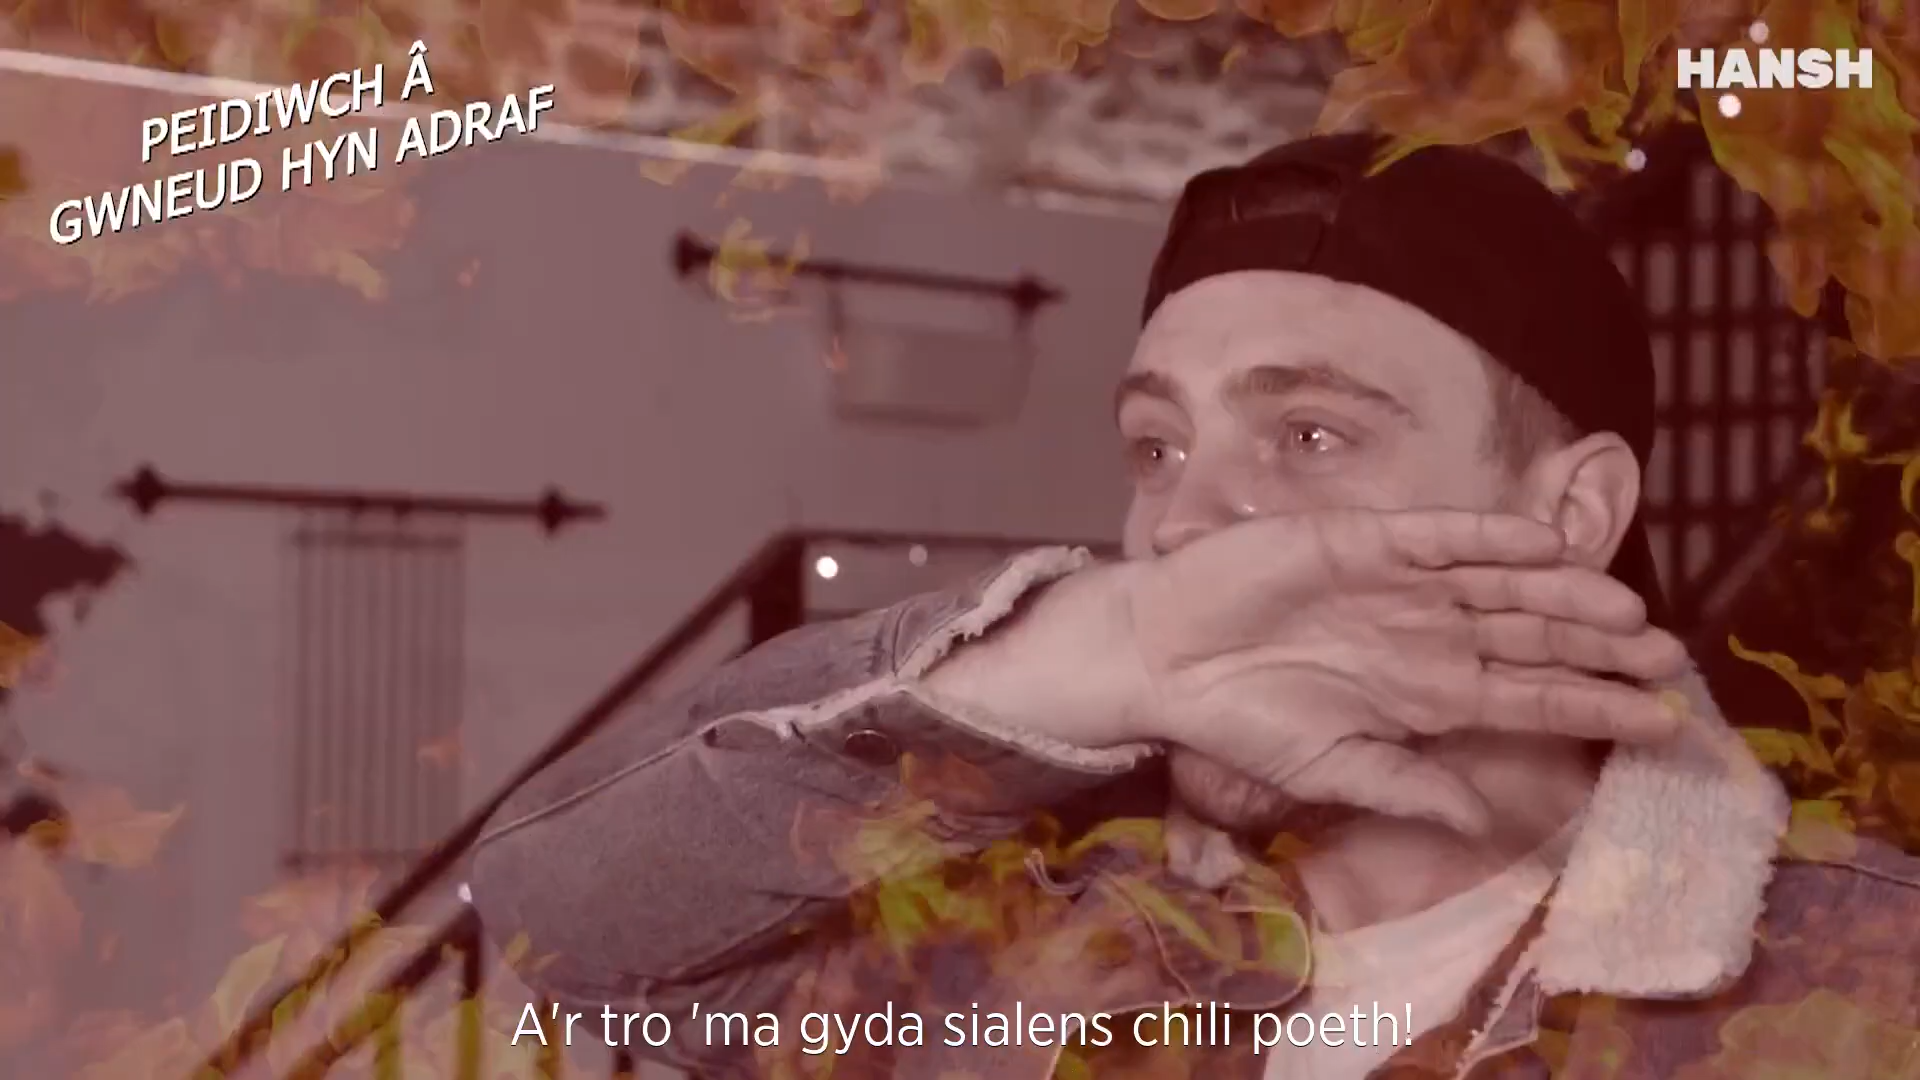 PEIDIWCH Â
GWNEUD HYN ADRAF
HANSH
A'r tro 'ma gyda sialens chili poeth!